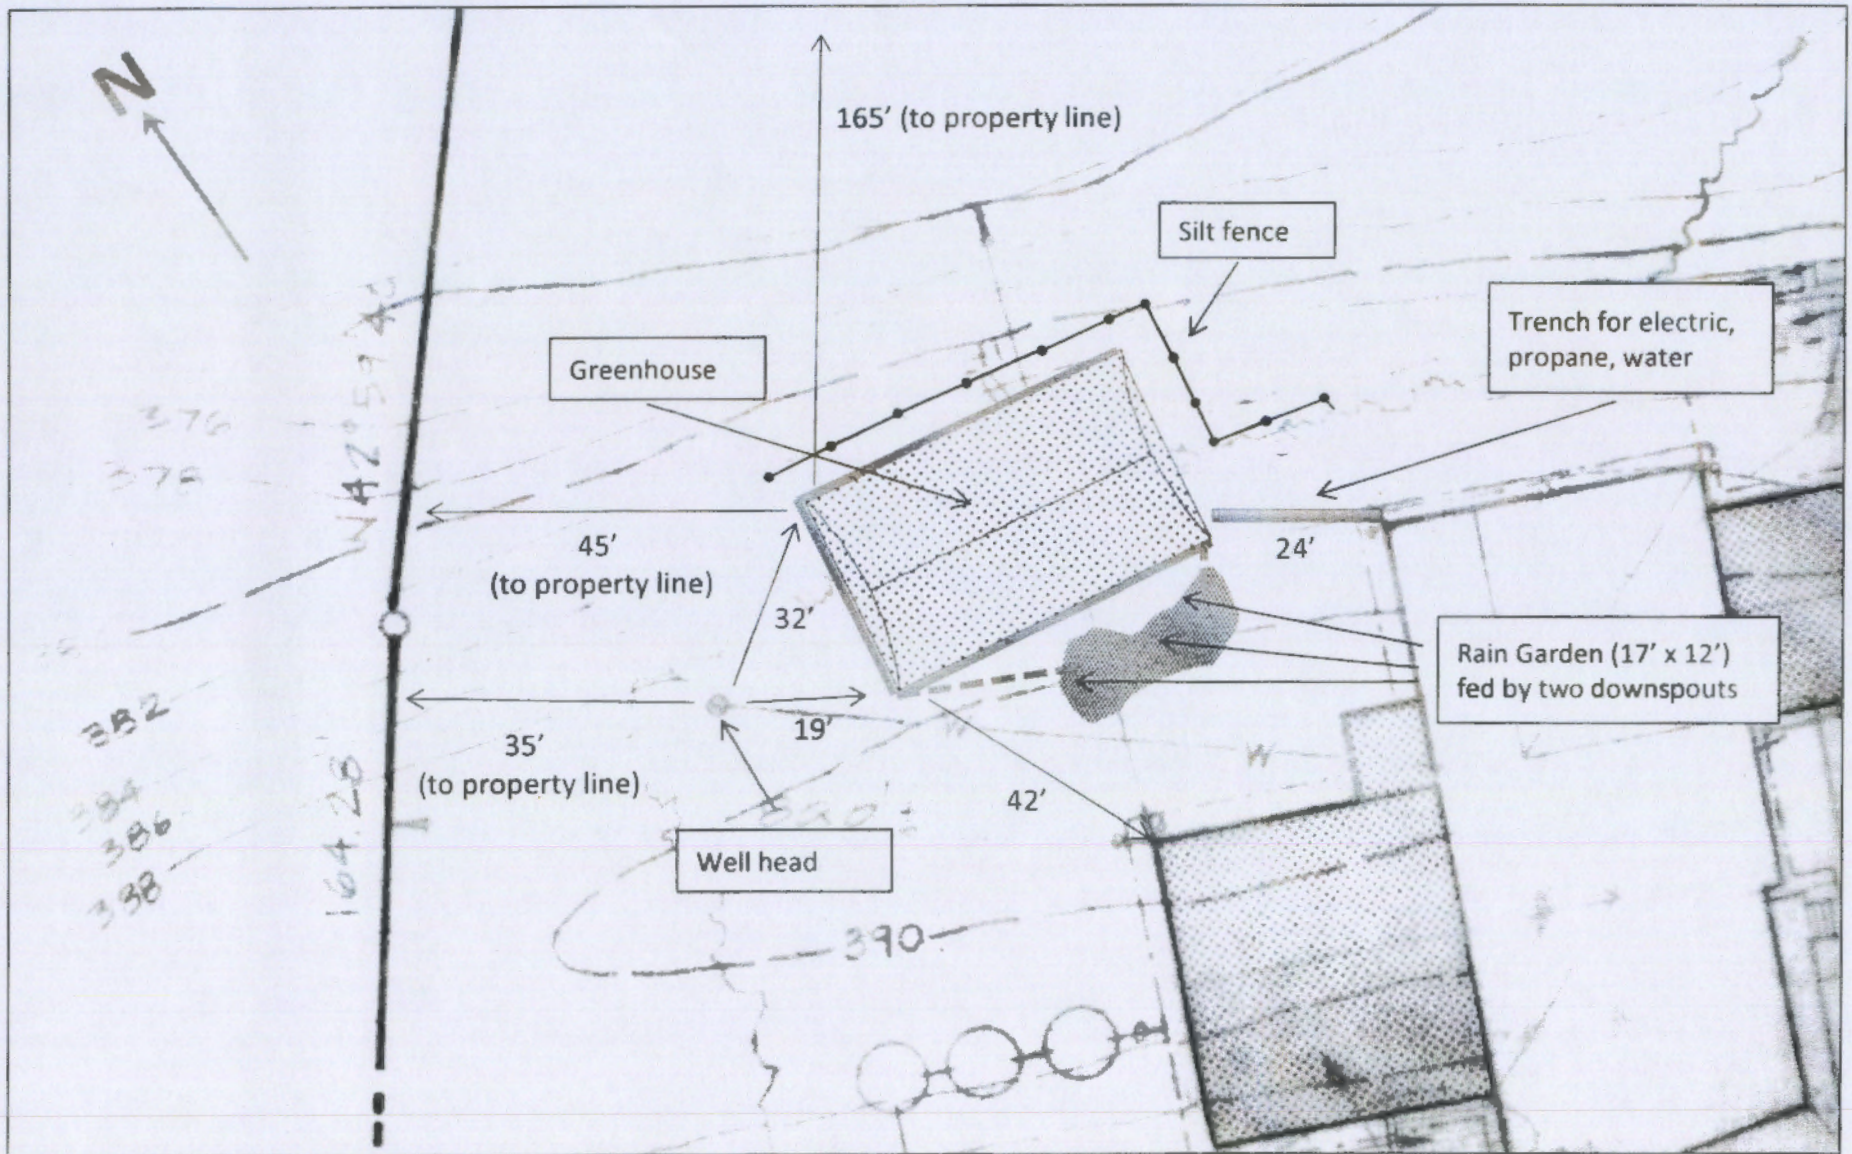 N
165' (to property line)
Silt fence
Trench for electric,
propane, water
Greenhouse
376
378
45'
(to property line)
24'
32'
Rain Garden (17' x 12')
fed by two downspouts
382
19'
35'
(to property line)
W
W
384
386
388
164.28
42'
Well head
390